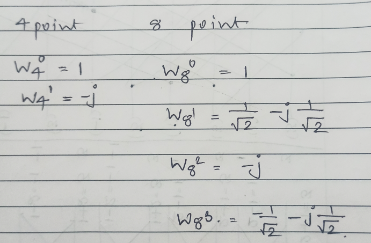 4 point 8 point
W₄⁰ = 1 W₈⁰ = 1
W₄¹ = -j
W₈¹ = 1/√2 - j 1/√2
W₈² = -j
W₈³. = -1/√2 - j 1/√2.